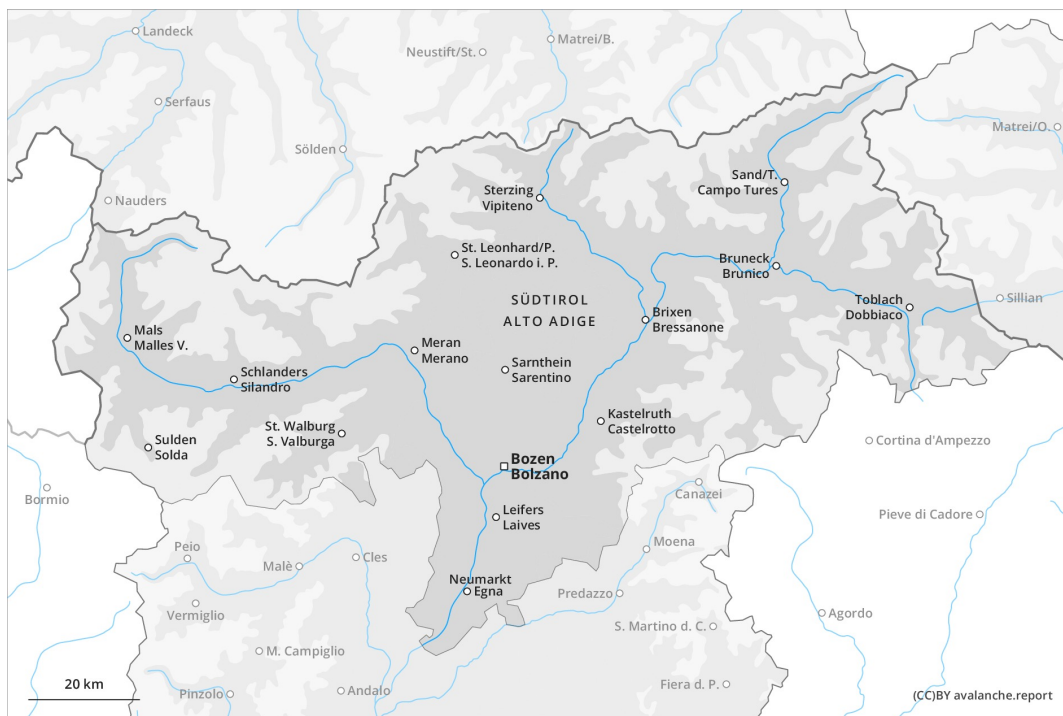 Landeck
Neustift/St.
Matrei/B.
Serfaus
Matrei/O.
Sölden
Nauders
Sand/T.
Campo Tures
Sterzing
Vipiteno
St. Leonhard/P.
S. Leonardo i. P.
Bruneck
Brunico
SÜDTIROL
ALTO ADIGE
Toblach
Dobbiaco
Sillian
Brixen
Bressanone
Mals
Malles V.
Meran
Merano
Sarnthein
Sarentino
Schlanders
Silandro
Kastelruth
Castelrotto
St. Walburg
S. Valburga
Sulden
Solda
Cortina d'Ampezzo
Bozen
Bolzano
Bormio
Canazei
Leifers
Laives
Pieve di Cadore
Peio
Malè
Cles
Moena
Neumarkt
Egna
Predazzo
Vermiglio
Agordo
S. Martino d. C.
M. Campiglio
20 km
Pinzolo
Andalo
Fiera d. P.
(CC)BY avalanche.report